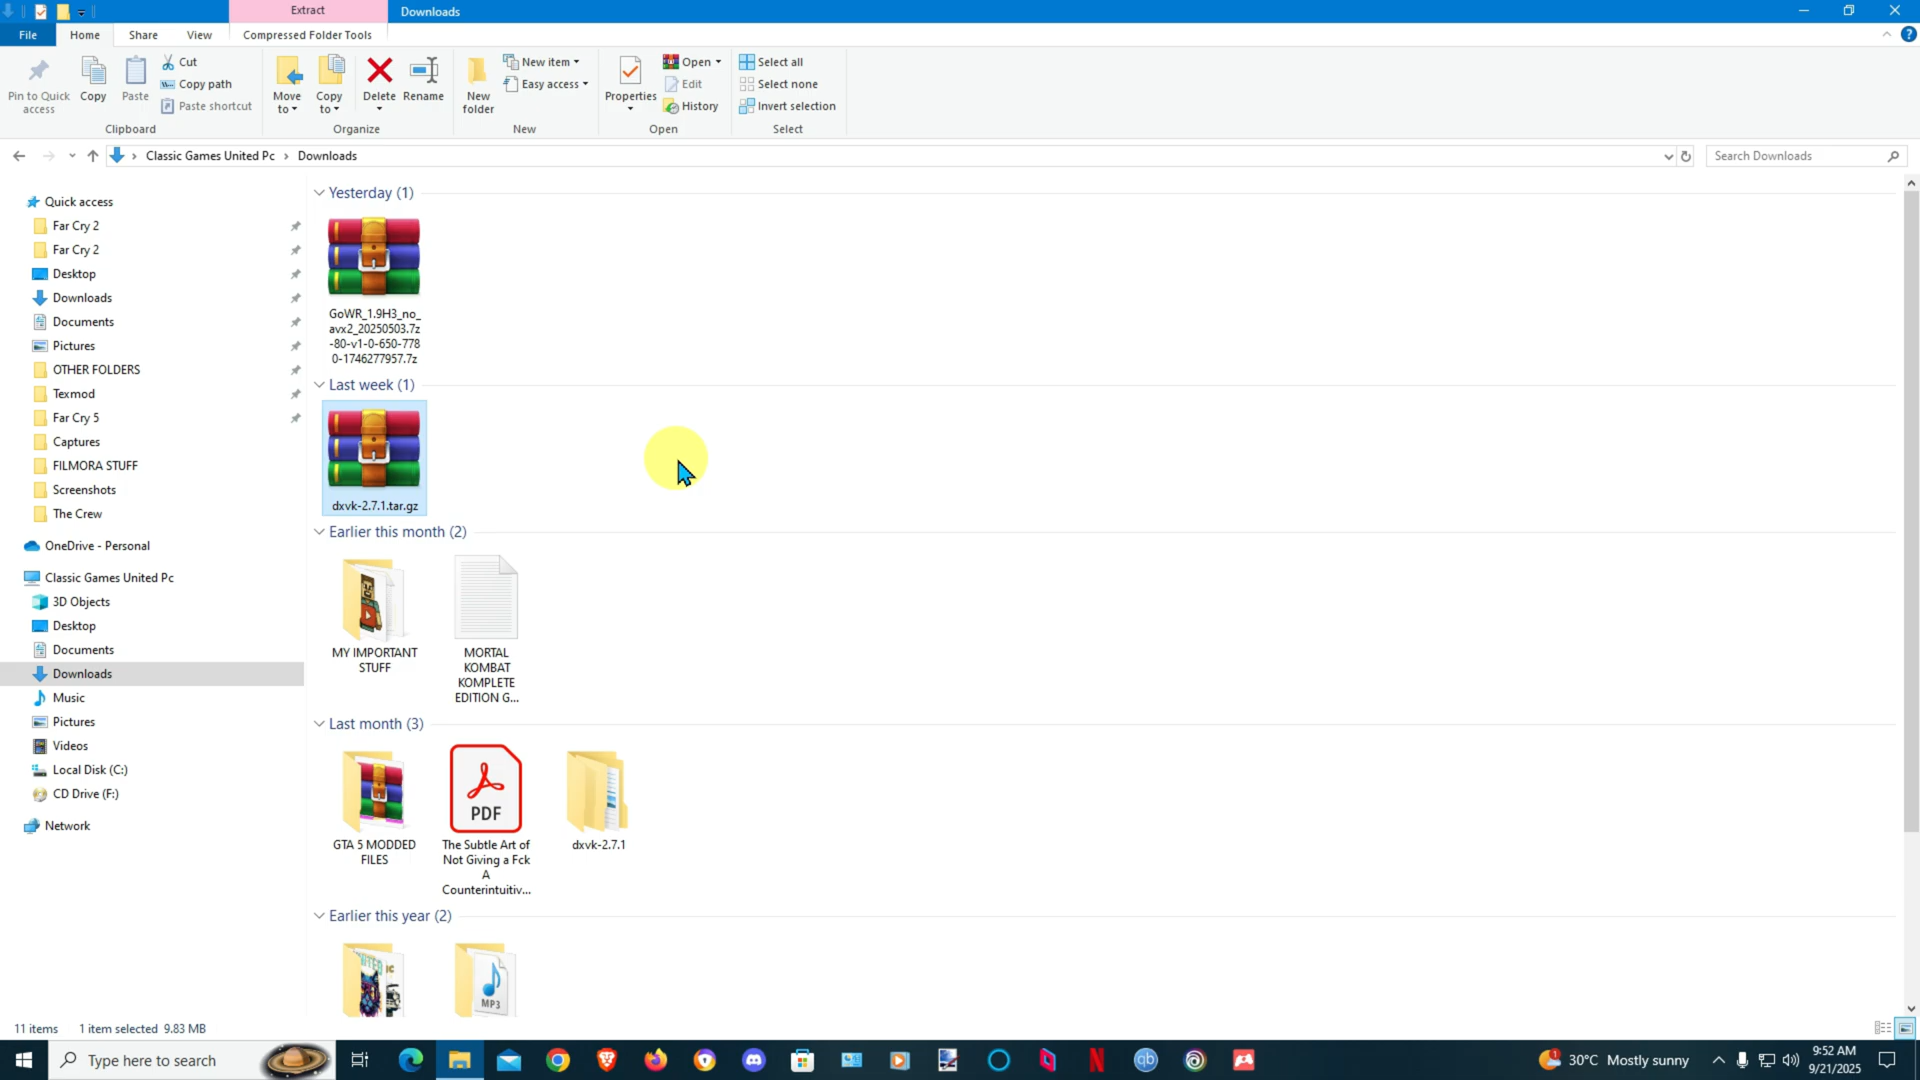 Extract
Downloads
File
Home
Share
View
Compressed Folder Tools
Pin to Quick access
Copy
Paste
Cut
Copy path
Paste shortcut
Clipboard
Move to
Copy to
Delete
Rename
Organize
New folder
New item
Easy access
New
Properties
Open
Edit
History
Open
Select all
Select none
Invert selection
Select
Classic Games United Pc
Downloads
Search Downloads
Quick access
Far Cry 2
Far Cry 2
Desktop
Downloads
Documents
Pictures
OTHER FOLDERS
Texmod
Far Cry 5
Captures
FILMORA STUFF
Screenshots
The Crew
OneDrive - Personal
Classic Games United Pc
3D Objects
Desktop
Documents
Downloads
Music
Pictures
Videos
Local Disk (C:)
CD Drive (F:)
Network
Yesterday (1)
GoWR_1.9H3_no_
avx2_20250503.7z
-80-v1-0-650-778
0-1746277957.7z
Last week (1)
dxvk-2.7.1.tar.gz
Earlier this month (2)
MY IMPORTANT
STUFF
MORTAL
KOMBAT
KOMPLETE
EDITION G...
Last month (3)
GTA 5 MODDED
FILES
PDF
The Subtle Art of
Not Giving a Fck
A
Counterintuitiv...
dxvk-2.7.1
Earlier this year (2)
MP3
11 items
1 item selected 9.83 MB
Type here to search
30°C Mostly sunny
9:52 AM
9/21/2025